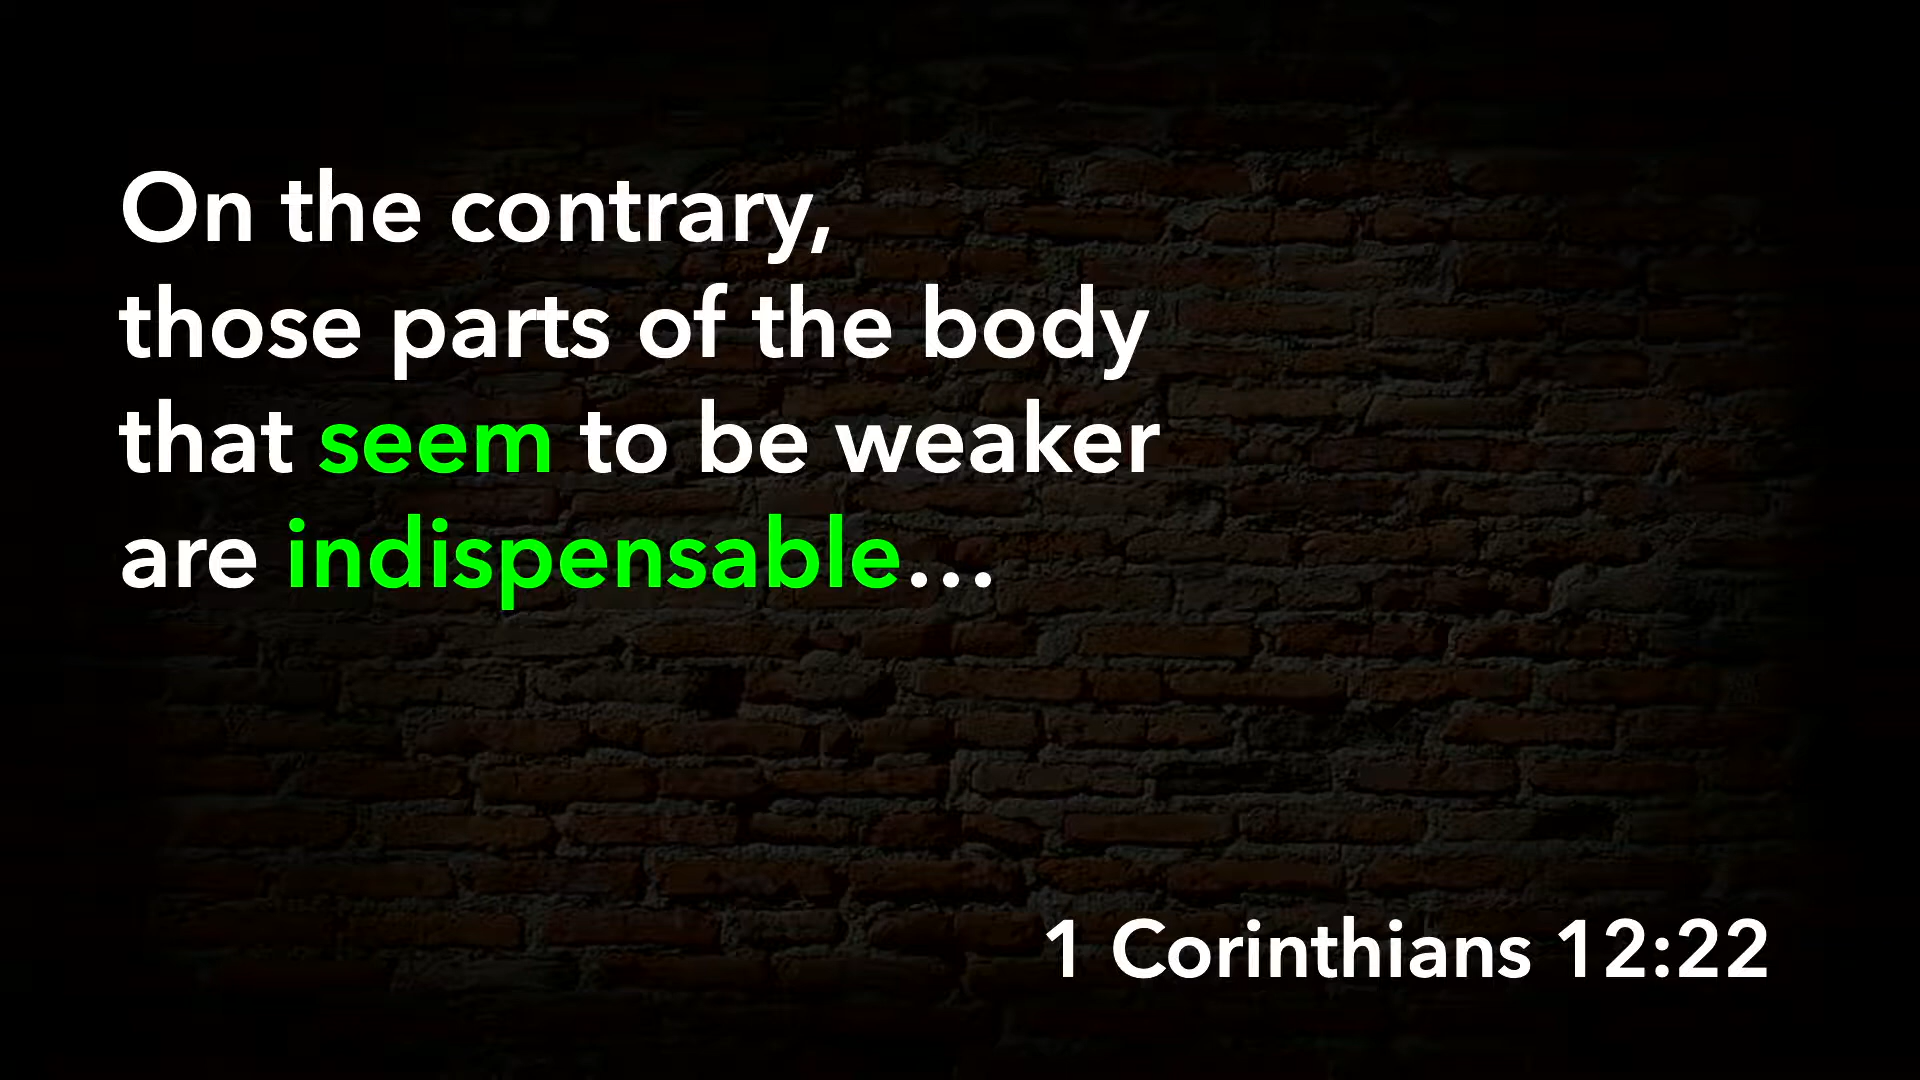 On the contrary,
those parts of the body
that seem to be weaker
are indispensable…
1 Corinthians 12:22